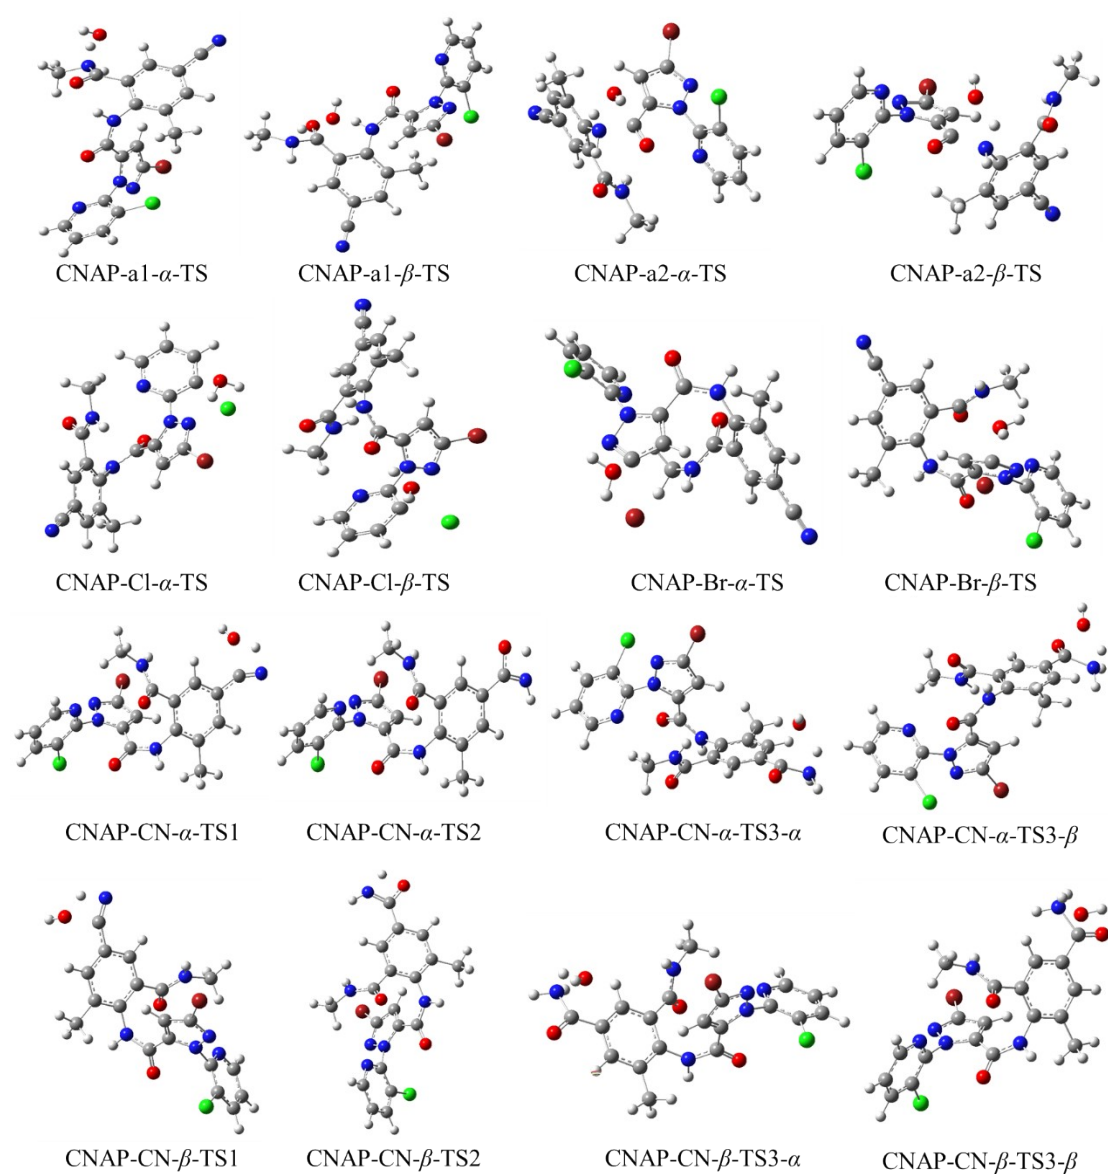 CNAP-a1-α-TS
CNAP-a1-β-TS
CNAP-a2-α-TS
CNAP-a2-β-TS
CNAP-Cl-α-TS
CNAP-Cl-β-TS
CNAP-Br-α-TS
CNAP-Br-β-TS
CNAP-CN-α-TS1
CNAP-CN-α-TS2
CNAP-CN-α-TS3-α
CNAP-CN-α-TS3-β
CNAP-CN-β-TS1
CNAP-CN-β-TS2
CNAP-CN-β-TS3-α
CNAP-CN-β-TS3-β